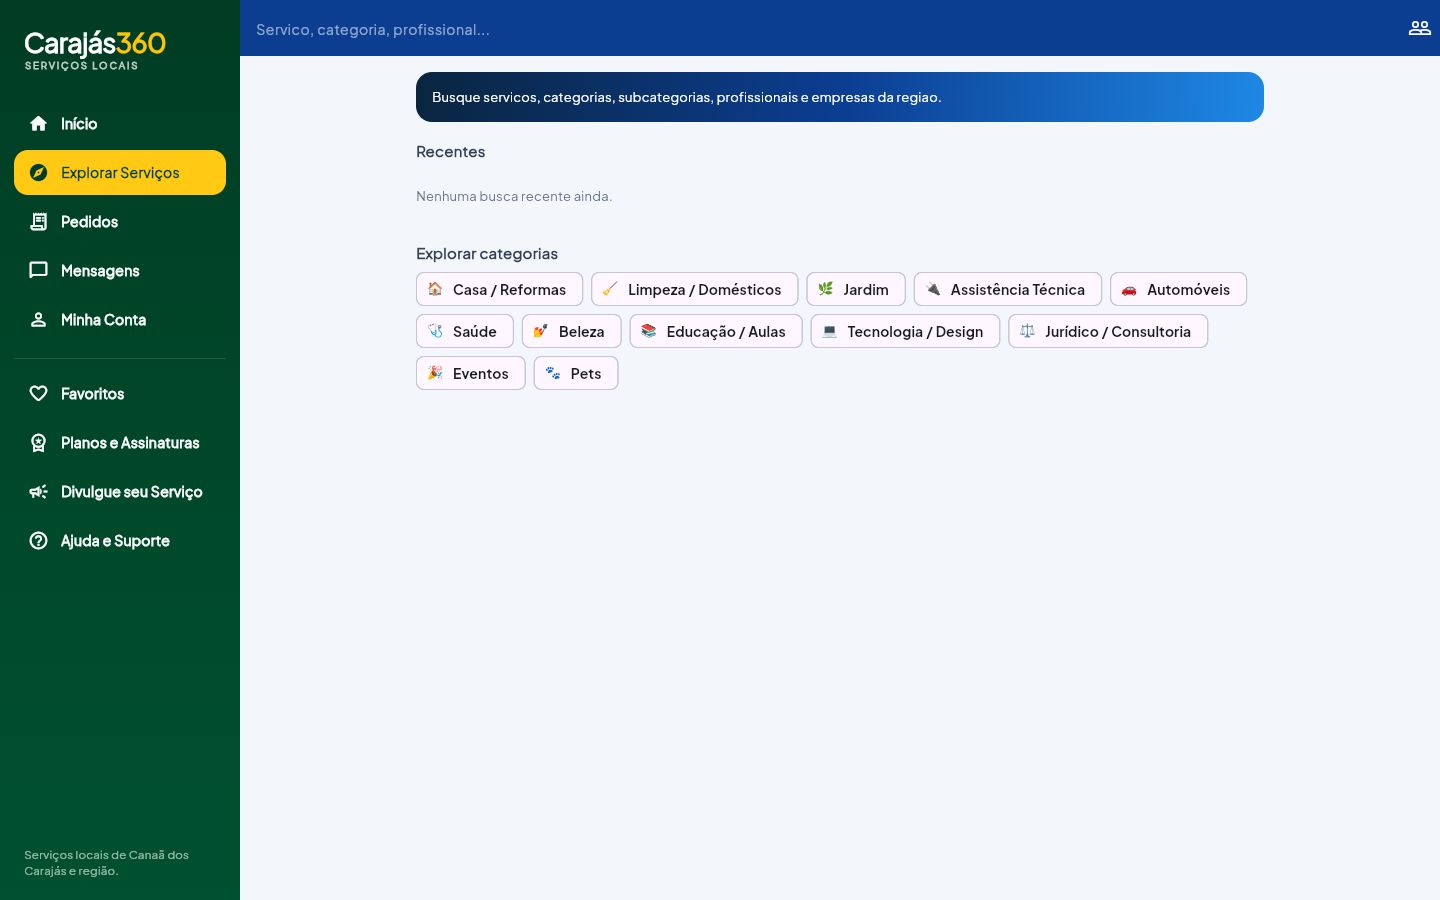 Carajás360
SERVIÇOS LOCAIS
Início
Explorar Serviços
Pedidos
Mensagens
Minha Conta
Favoritos
Planos e Assinaturas
Divulgue seu Serviço
Ajuda e Suporte
Serviços locais de Canaã dos
Carajás e região.
Servico, categoria, profissional...
Busque servicos, categorias, subcategorias, profissionais e empresas da regiao.
Recentes
Nenhuma busca recente ainda.
Explorar categorias
Casa / Reformas Limpeza / Domésticos Jardim Assistência Técnica Automóveis
Saúde Beleza Educação / Aulas Tecnologia / Design Jurídico / Consultoria
Eventos Pets